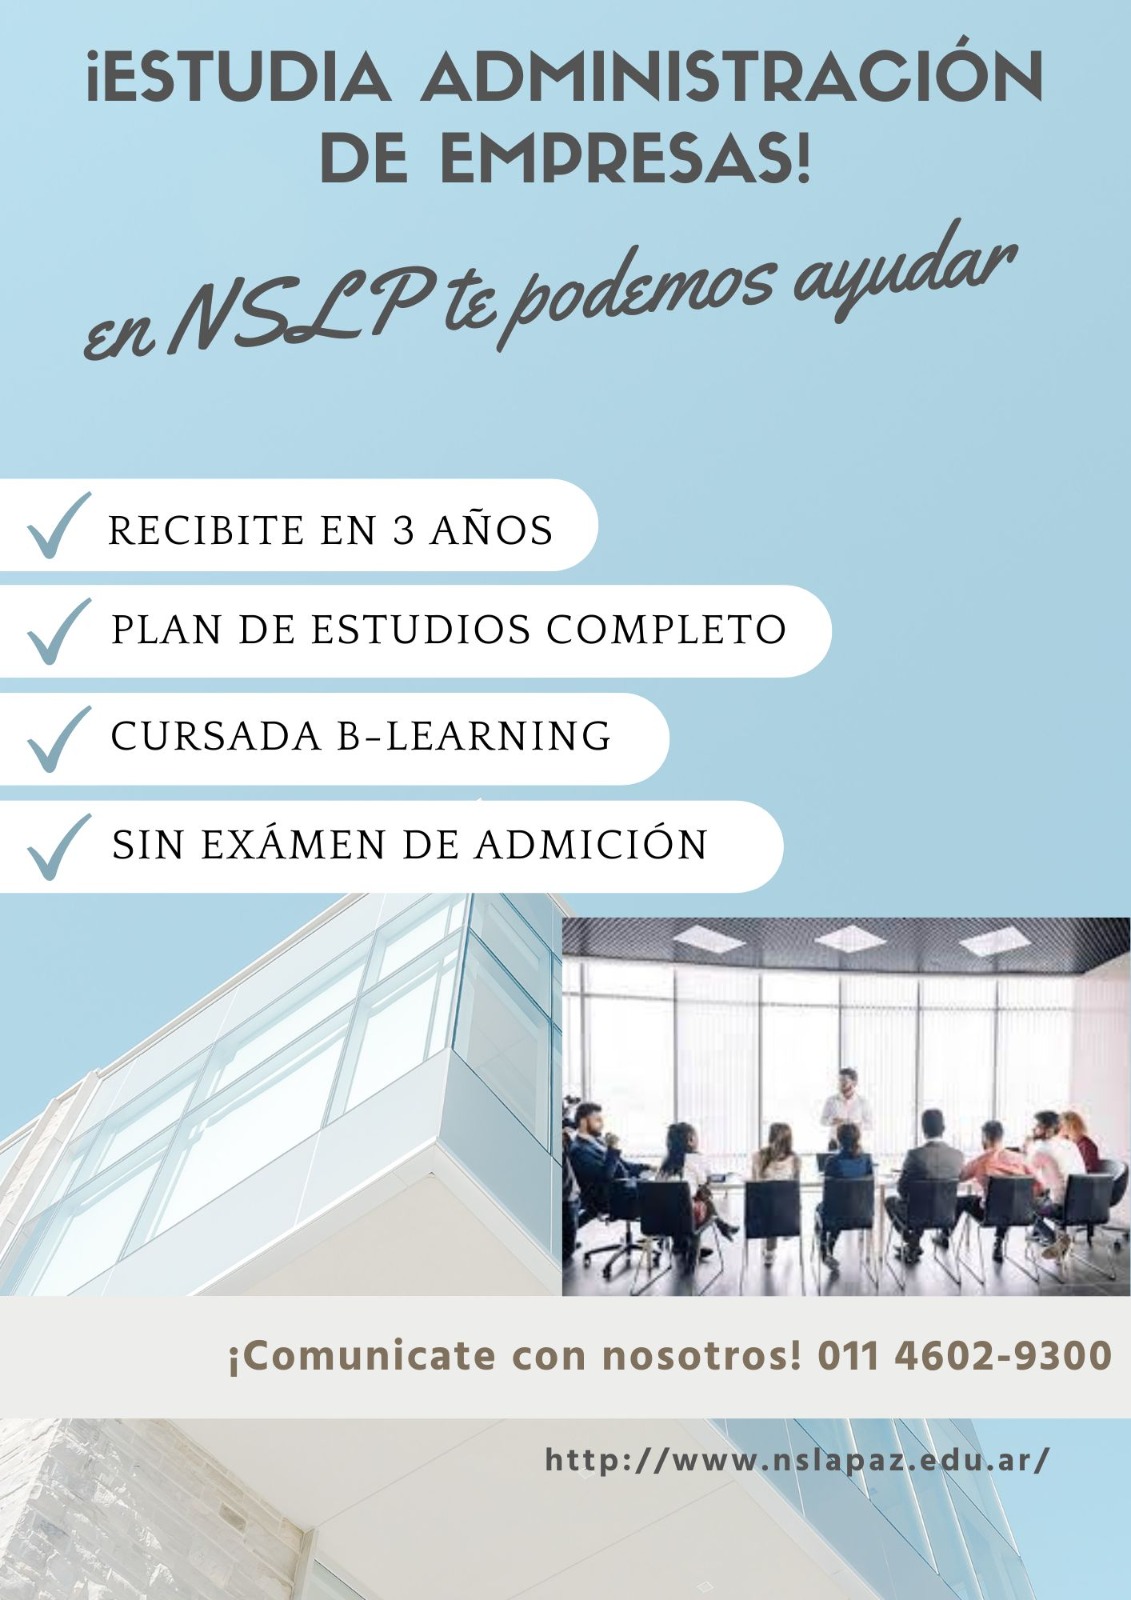 ¡ESTUDIA ADMINISTRACIÓN
DE EMPRESAS!
en NSLP te podemos ayudar
RECIBITE EN 3 AÑOS
PLAN DE ESTUDIOS COMPLETO
CURSADA B-LEARNING
SIN EXÁMEN DE ADMICIÓN
¡Comunicate con nosotros! 011 4602-9300
http://www.nslapaz.edu.ar/